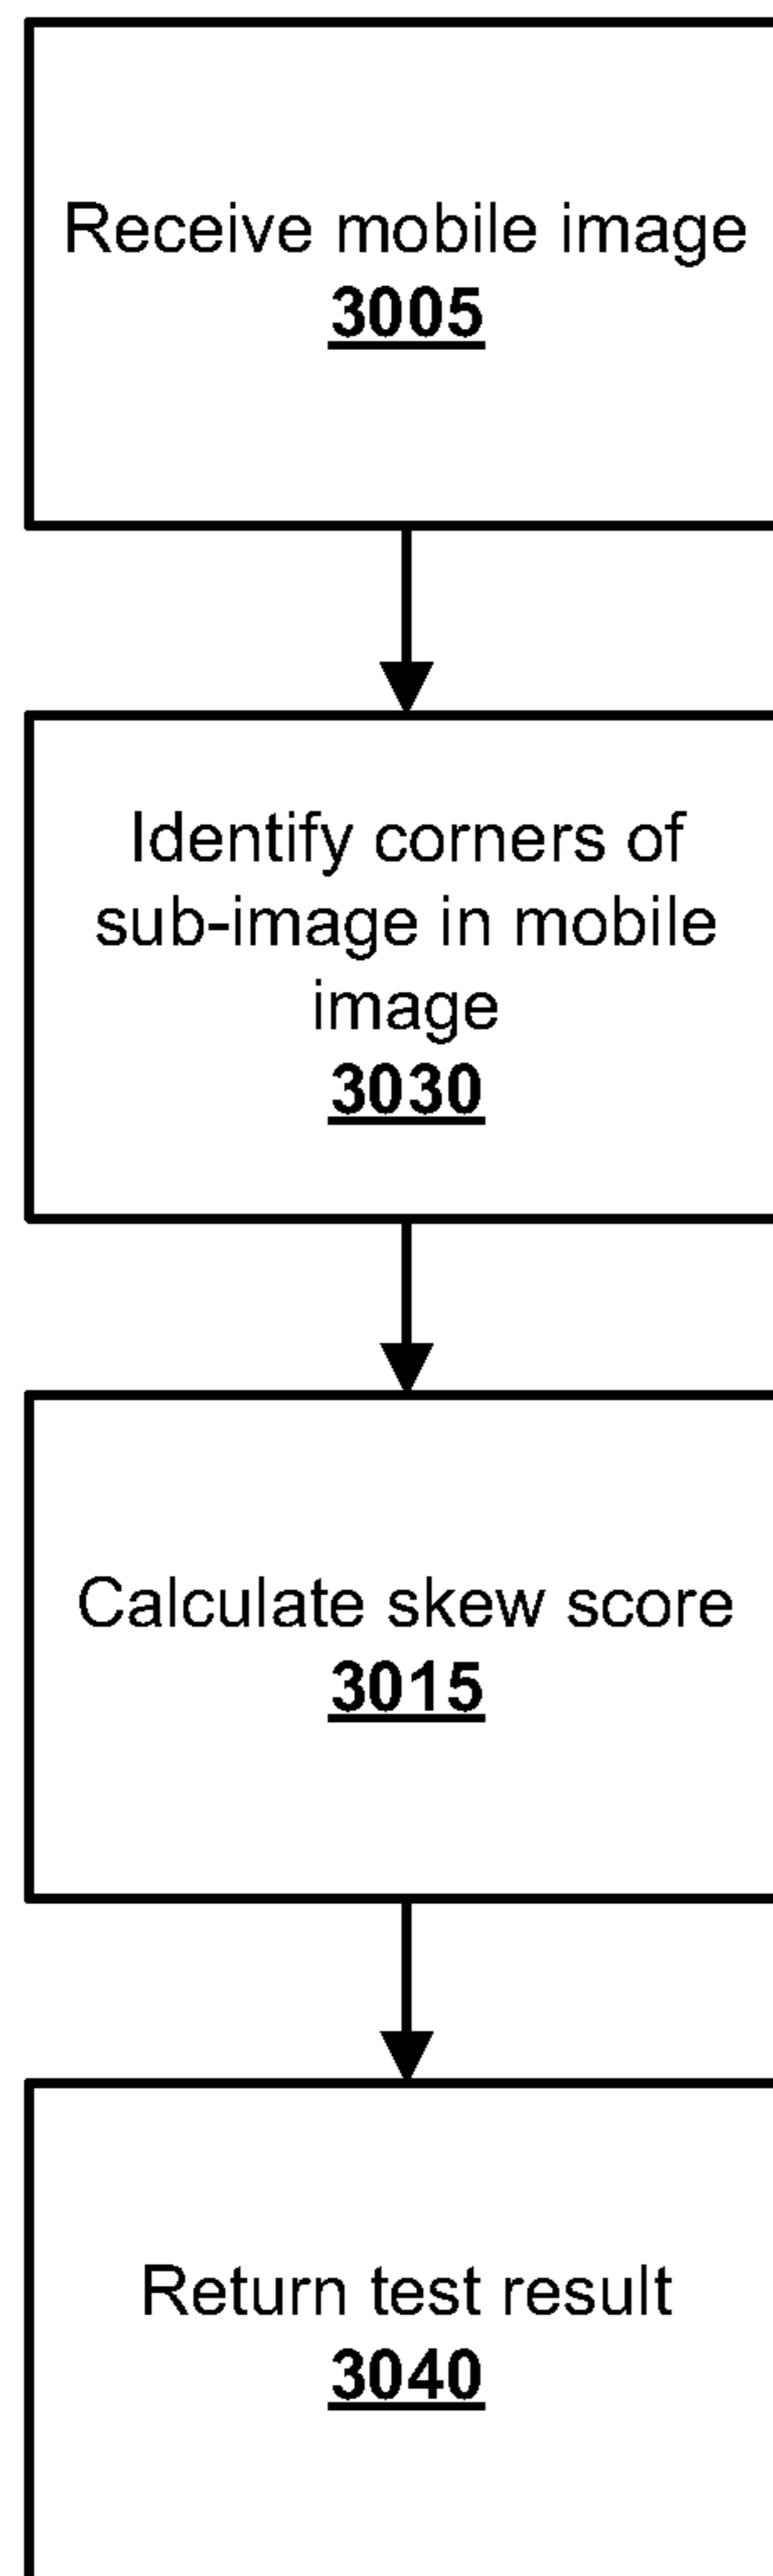 Receive mobile image
3005
Identify corners of
sub-image in mobile
image
3030
Calculate skew score
3015
Return test result
3040